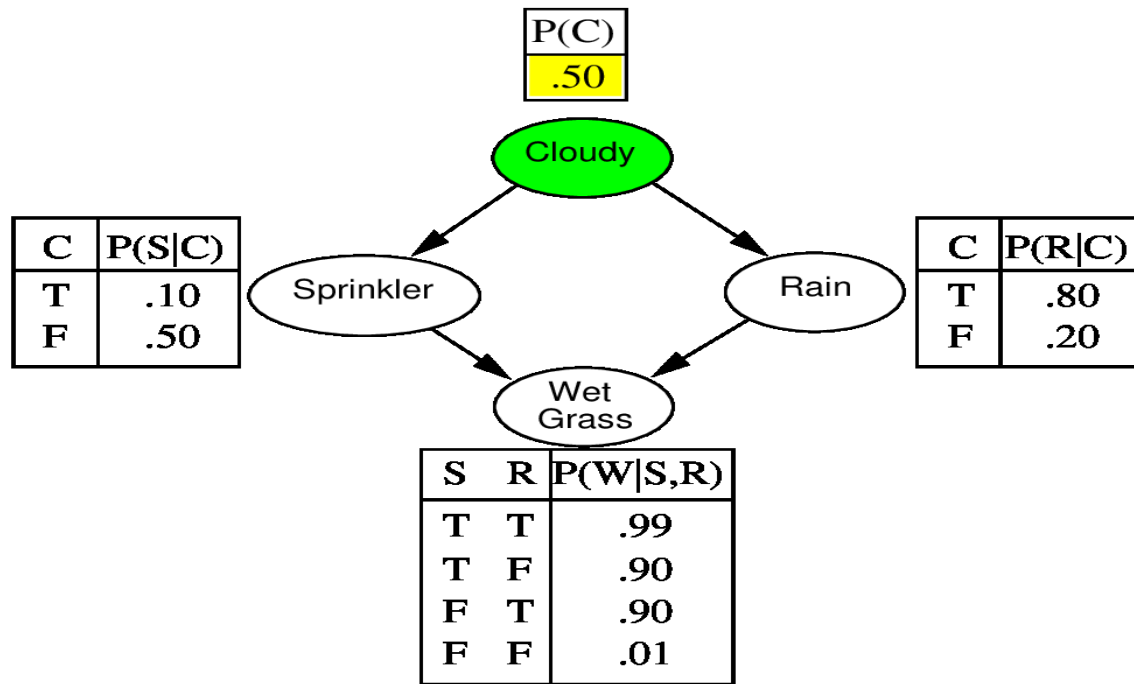 P(C)
.50
Cloudy
C P(S|C)
T .10
F .50
Sprinkler
Rain
C P(R|C)
T .80
F .20
Wet
Grass
S R P(W|S,R)
T T .99
T F .90
F T .90
F F .01